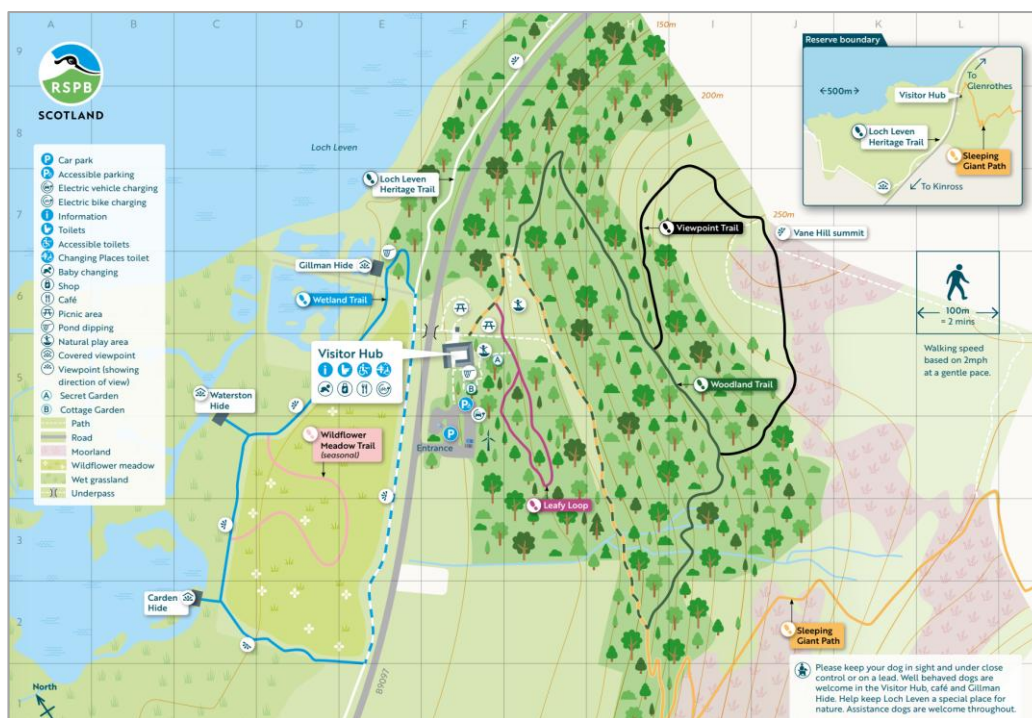 A B C D E F G H I J K L
9
8
7
6
5
4
3
2
1
RSPB
SCOTLAND
Car park
Accessible parking
Electric vehicle charging
Electric bike charging
Information
Toilets
Accessible toilets
Changing Places toilet
Baby changing
Shop
Café
Picnic area
Pond dipping
Natural play area
Covered viewpoint
Viewpoint (showing
direction of view)
A Secret Garden
B Cottage Garden
Path
Road
Moorland
Wildflower meadow
Wet grassland
Underpass
Loch Leven
Loch Leven
Heritage Trail
Gillman Hide
Wetland Trail
Visitor Hub
Waterston
Hide
Wildflower
Meadow Trail
(seasonal)
Entrance
P
A
B
Leafy Loop
Carden
Hide
B9097
North
150m
200m
250m
Viewpoint Trail
Vane Hill summit
Woodland Trail
Sleeping
Giant Path
Reserve boundary
500m
To
Glenrothes
Visitor Hub
Loch Leven
Heritage Trail
Sleeping
Giant Path
To Kinross
100m
= 2 mins
Walking speed
based on 2mph
at a gentle pace.
Please keep your dog in sight and under close
control or on a lead. Well behaved dogs are
welcome in the Visitor Hub, café and Gillman
Hide. Help keep Loch Leven a special place for
nature. Assistance dogs are welcome throughout.